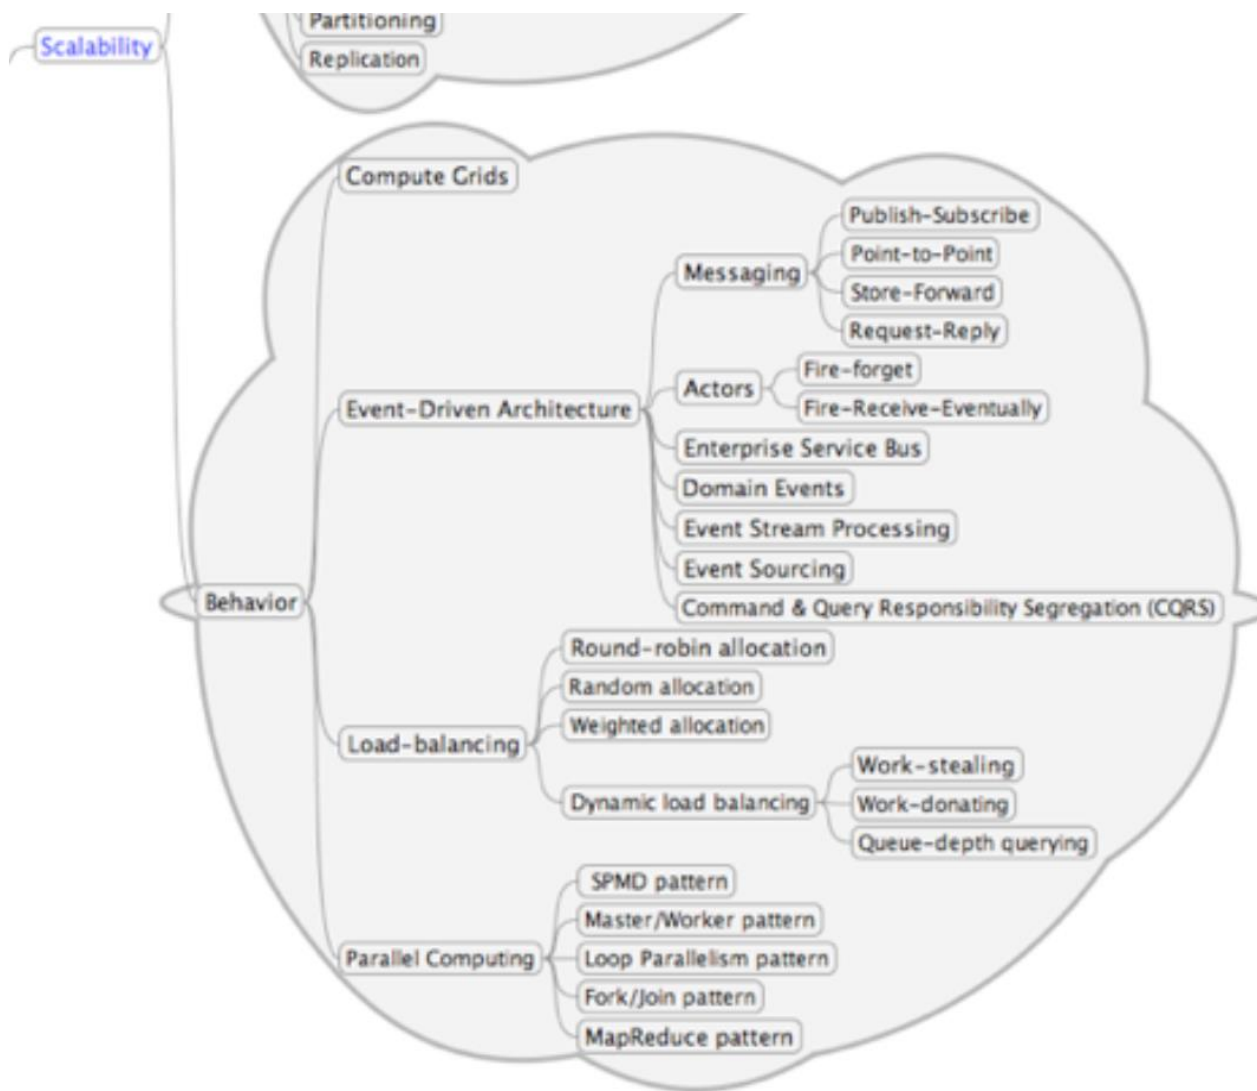 Partitioning
Scalability
Replication
Compute Grids
Publish-Subscribe
Point-to-Point
Messaging
Store-Forward
Request-Reply
Fire-forget
Actors
Fire-Receive-Eventually
Event-Driven Architecture
Enterprise Service Bus
Domain Events
Event Stream Processing
Event Sourcing
Behavior
Command & Query Responsibility Segregation (CQRS)
Round-robin allocation
Random allocation
Weighted allocation
Load-balancing
Work-stealing
Dynamic load balancing
Work-donating
Queue-depth querying
SPMD pattern
Master/Worker pattern
Parallel Computing
Loop Parallelism pattern
Fork/Join pattern
MapReduce pattern